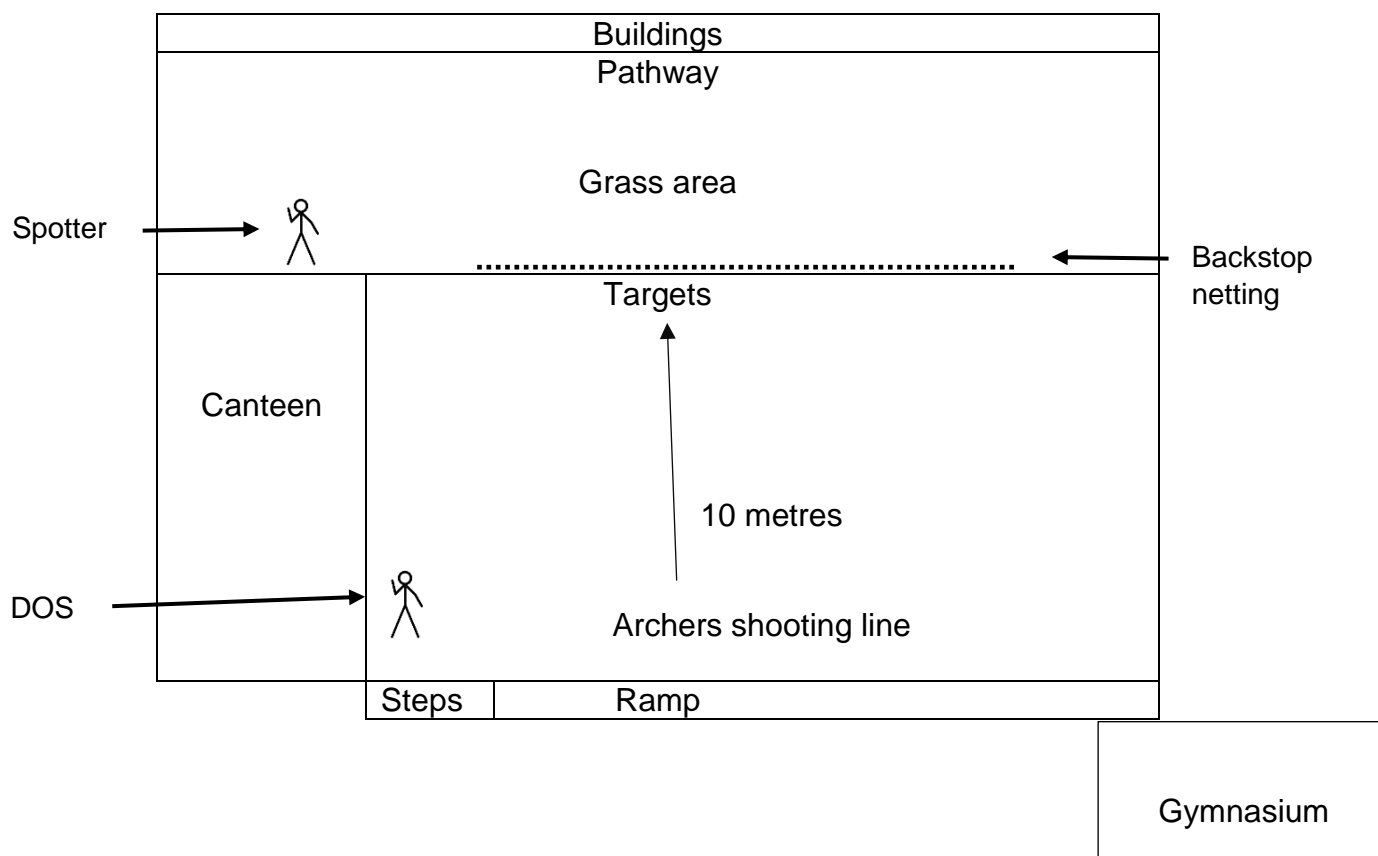 Buildings
Pathway
Grass area
Spotter
Backstop
netting
Targets
Canteen
10 metres
DOS
Archers shooting line
Steps
Ramp
Gymnasium